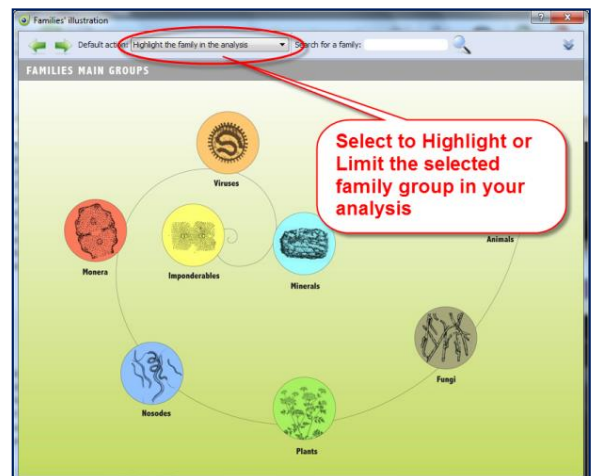 Families' illustration
Default action: Highlight the family in the analysis Search for a family:
FAMILIES MAIN GROUPS
Select to Highlight or
Limit the selected
family group in your
analysis
Viruses
Animals
Monera
Imponderables
Minerals
Fungi
Nosodes
Plants